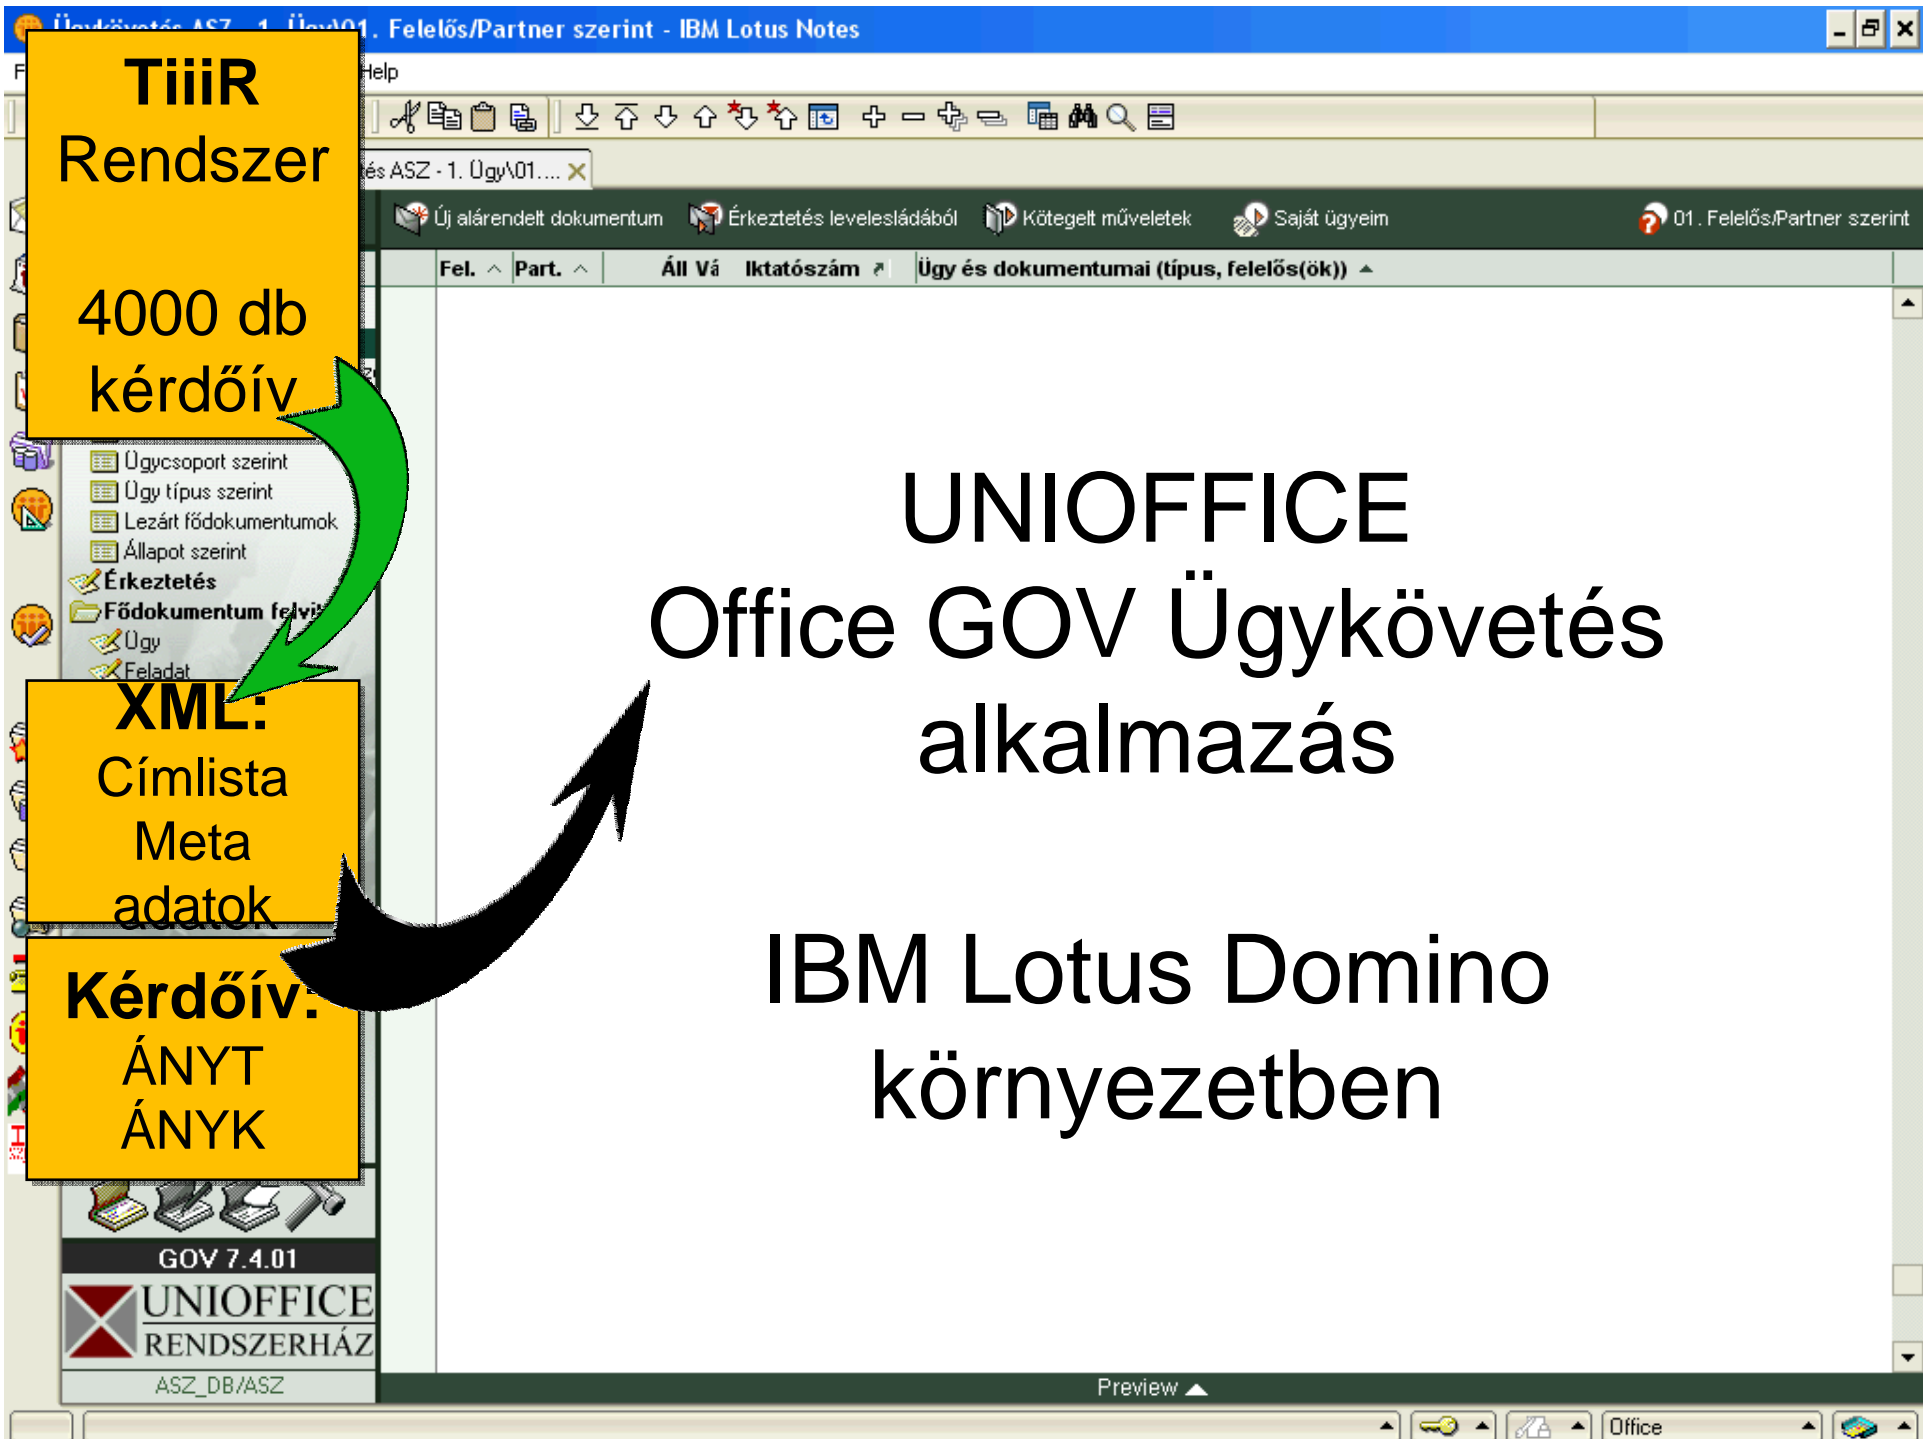 Ügykövetés ASZ - 1. Ügy\01. Felelős/Partner szerint - IBM Lotus Notes
Help
TiiiR
Rendszer
4000 db
kérdőív
és ASZ - 1. Ügy\01....
Új alárendelt dokumentum
Érkeztetés levelesládából
Kötegelt műveletek
Saját ügyeim
01. Felelős/Partner szerint
Fel.
Part.
Áll Vá
Iktatószám
Ügy és dokumentumai (típus, felelős(ök))
Ügycsoport szerint
Ügy típus szerint
Lezárt fődokumentumok
Állapot szerint
Érkeztetés
Fődokumentum
Ügy
Feladat
XML:
Címlista
Meta
adatok
Kérdőív:
ÁNYT
ÁNYK
UNIOFFICE
Office GOV Ügykövetés
alkalmazás
IBM Lotus Domino
környezetben
GOV 7.4.01
UNIOFFICE
RENDSZERHÁZ
ASZ_DB/ASZ
Preview
Office